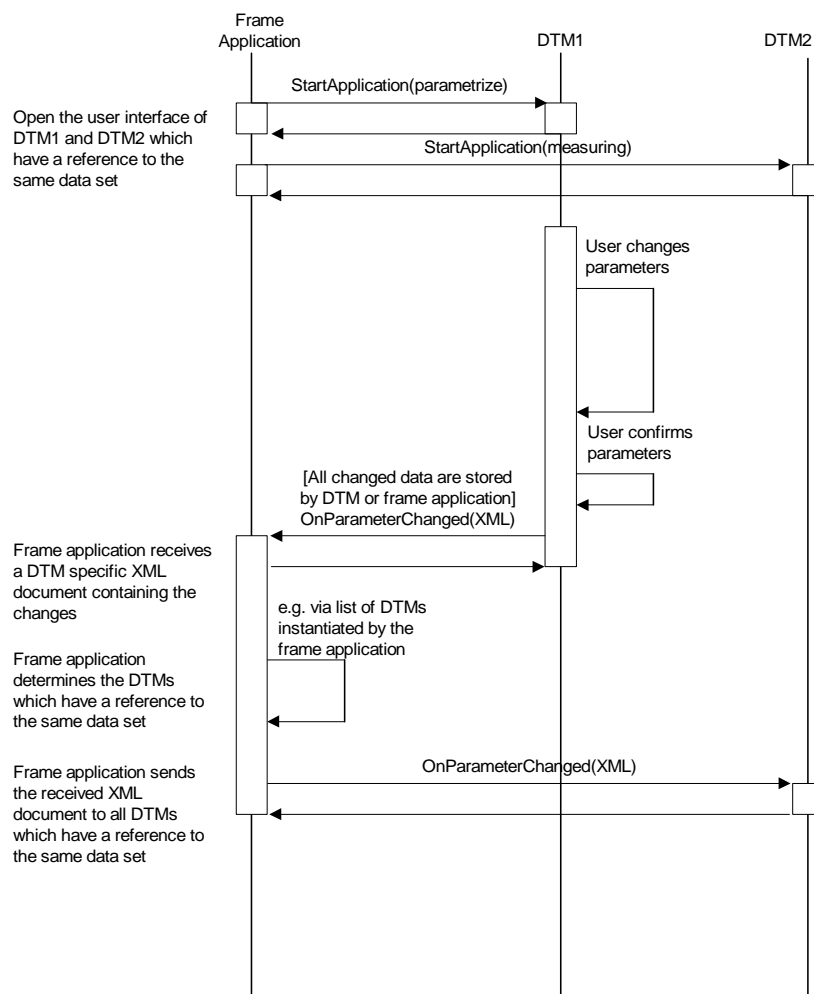 Frame
Application
DTM1
DTM2
StartApplication(parametrize)
Open the user interface of
DTM1 and DTM2 which
have a reference to the
same data set
StartApplication(measuring)
User changes
parameters
User confirms
parameters
[All changed data are stored
by DTM or frame application]
OnParameterChanged(XML)
Frame application receives
a DTM specific XML
document containing the
changes
e.g. via list of DTMs
instantiated by the
frame application
Frame application
determines the DTMs
which have a reference to
the same data set
Frame application sends
the received XML
document to all DTMs
which have a reference to
the same data set
OnParameterChanged(XML)